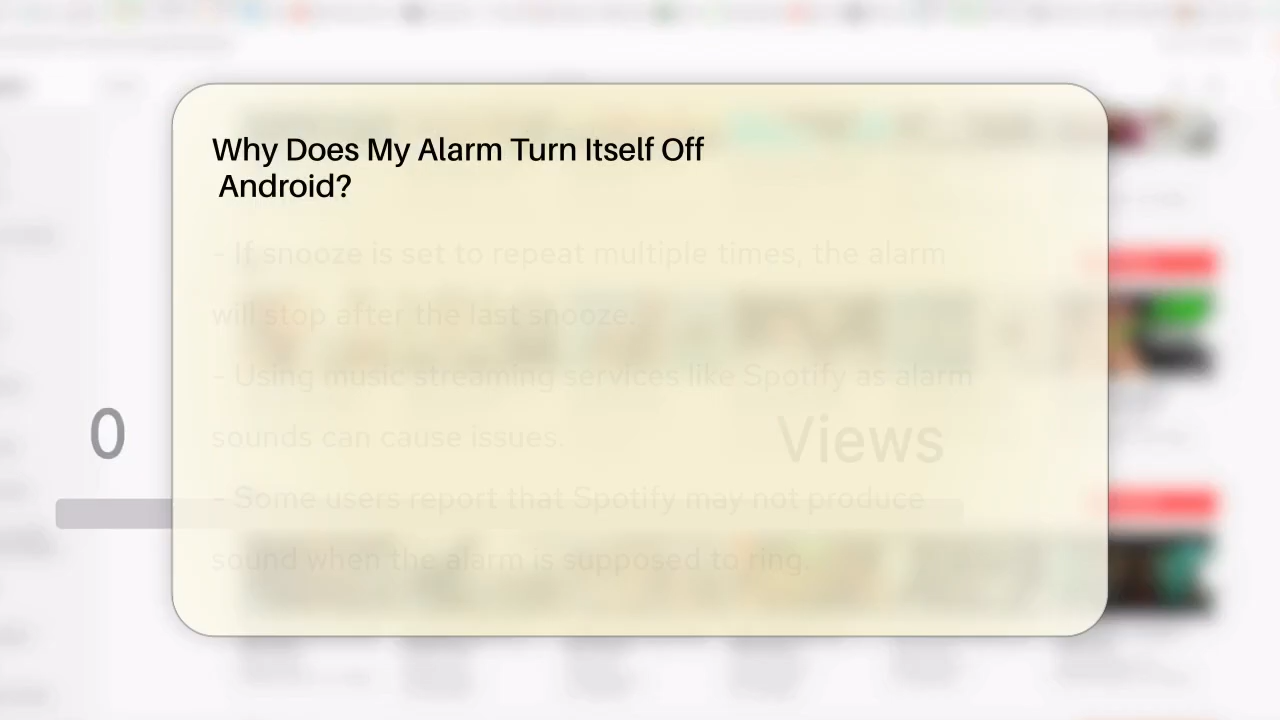 Why Does My Alarm Turn Itself Off
Android?
- If snooze is set to repeat multiple times, the alarm
will stop after the last snooze.
- Using music streaming services like Spotify as alarm
sounds can cause issues.
0
Views
- Some users report that Spotify may not produce
sound when the alarm is supposed to ring.